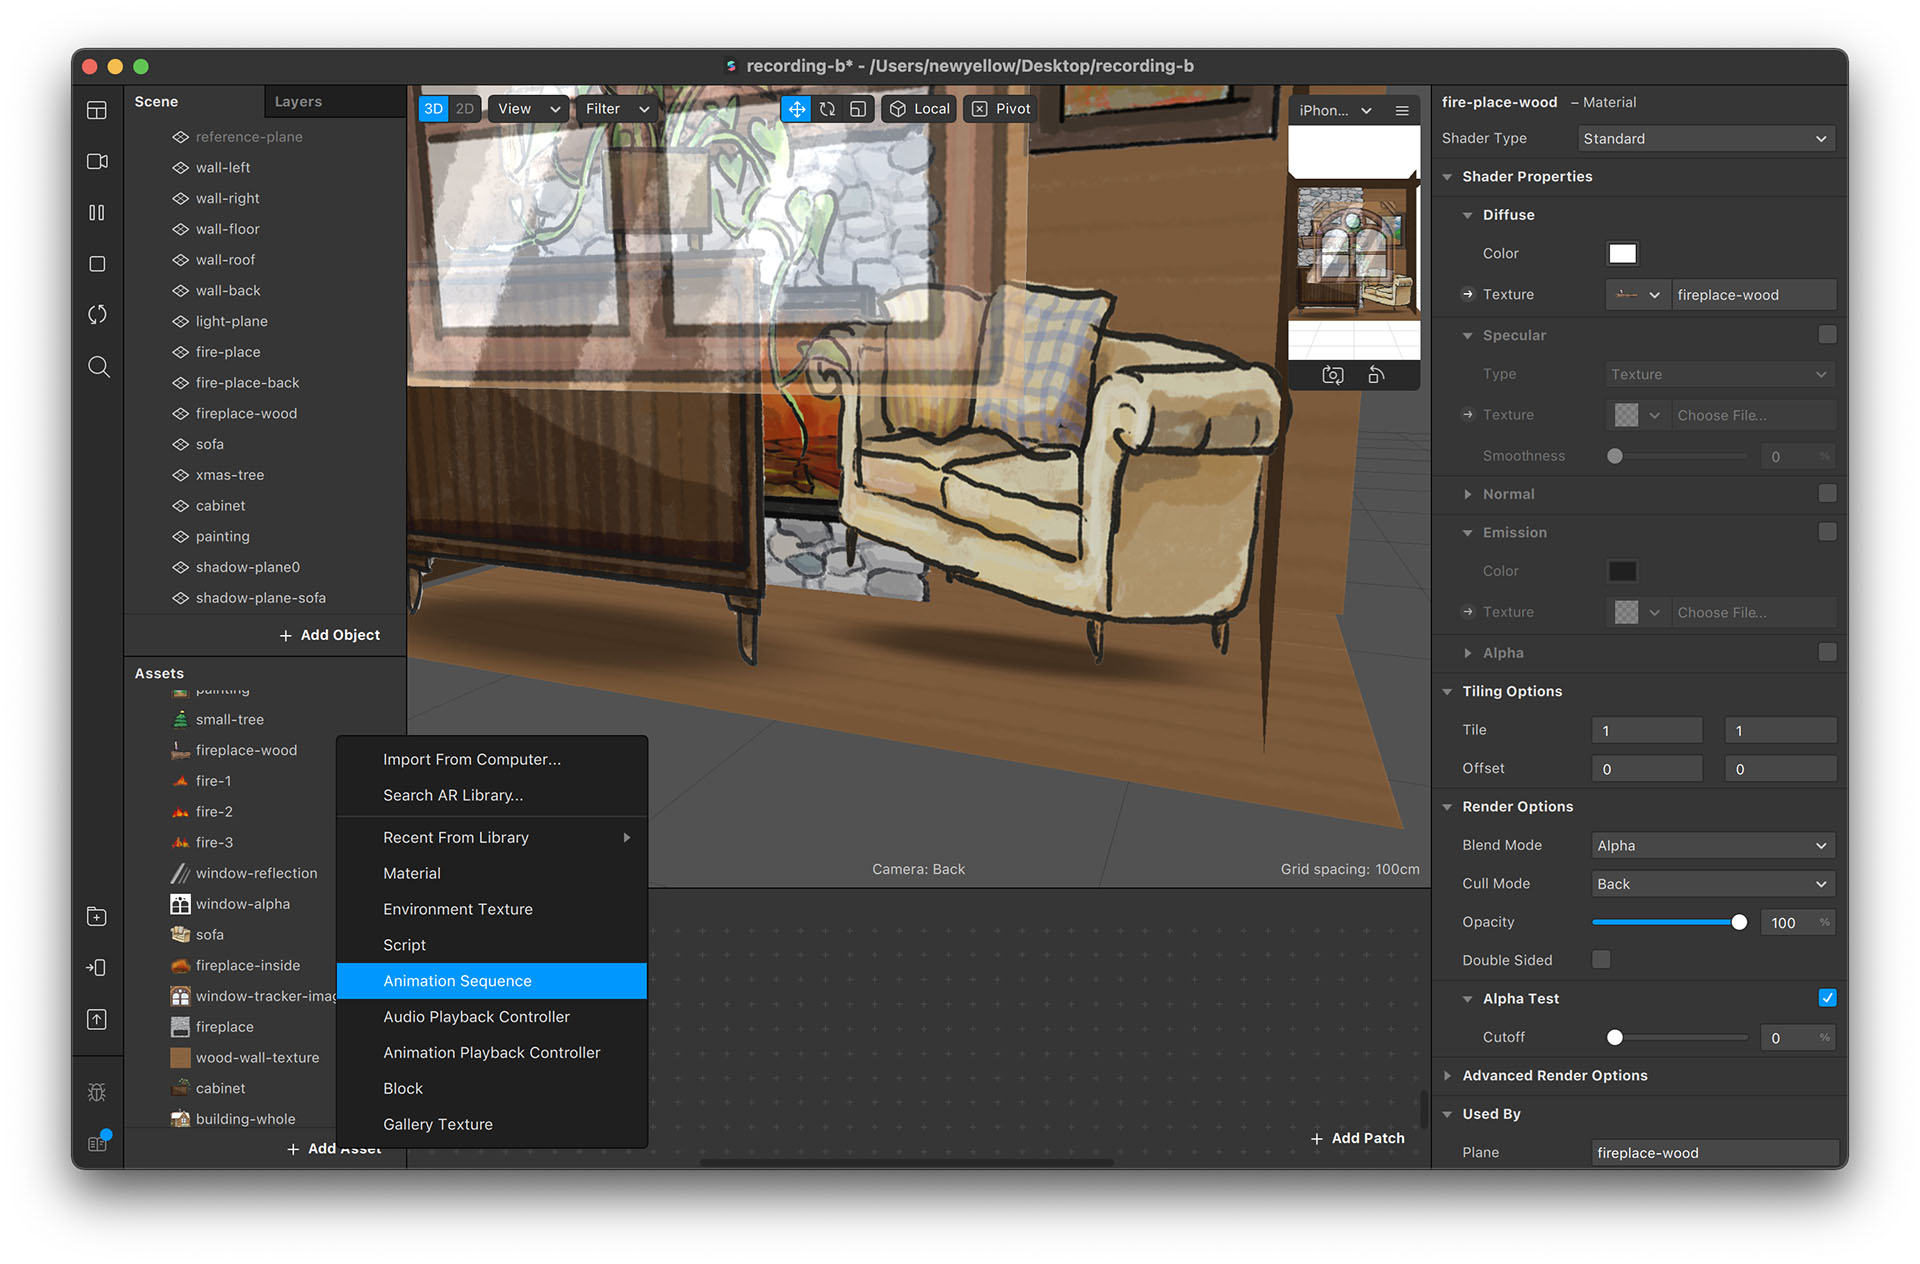 recording-b* - /Users/newyellow/Desktop/recording-b
Scene
Layers
reference-plane
wall-left
wall-right
wall-floor
wall-roof
wall-back
light-plane
fire-place
fire-place-back
fireplace-wood
sofa
xmas-tree
cabinet
painting
shadow-plane0
shadow-plane-sofa
+ Add Object
Assets
painting
small-tree
fireplace-wood
fire-1
fire-2
fire-3
window-reflection
window-alpha
sofa
fireplace-inside
window-tracker-imag
fireplace
wood-wall-texture
cabinet
building-whole
+ Add Asset
Import From Computer...
Search AR Library...
Recent From Library
Material
Environment Texture
Script
Animation Sequence
Audio Playback Controller
Animation Playback Controller
Block
Gallery Texture
3D 2D View Filter Local Pivot
iPhon...
Camera: Back
Grid spacing: 100cm
+ Add Patch
fire-place-wood – Material
Shader Type Standard
Shader Properties
Diffuse
Color
Texture fireplace-wood
Specular
Type Texture
Texture Choose File...
Smoothness 0 %
Normal
Emission
Color
Texture Choose File...
Alpha
Tiling Options
Tile 1 1
Offset 0 0
Render Options
Blend Mode Alpha
Cull Mode Back
Opacity 100 %
Double Sided
Alpha Test
Cutoff 0 %
Advanced Render Options
Used By
Plane fireplace-wood